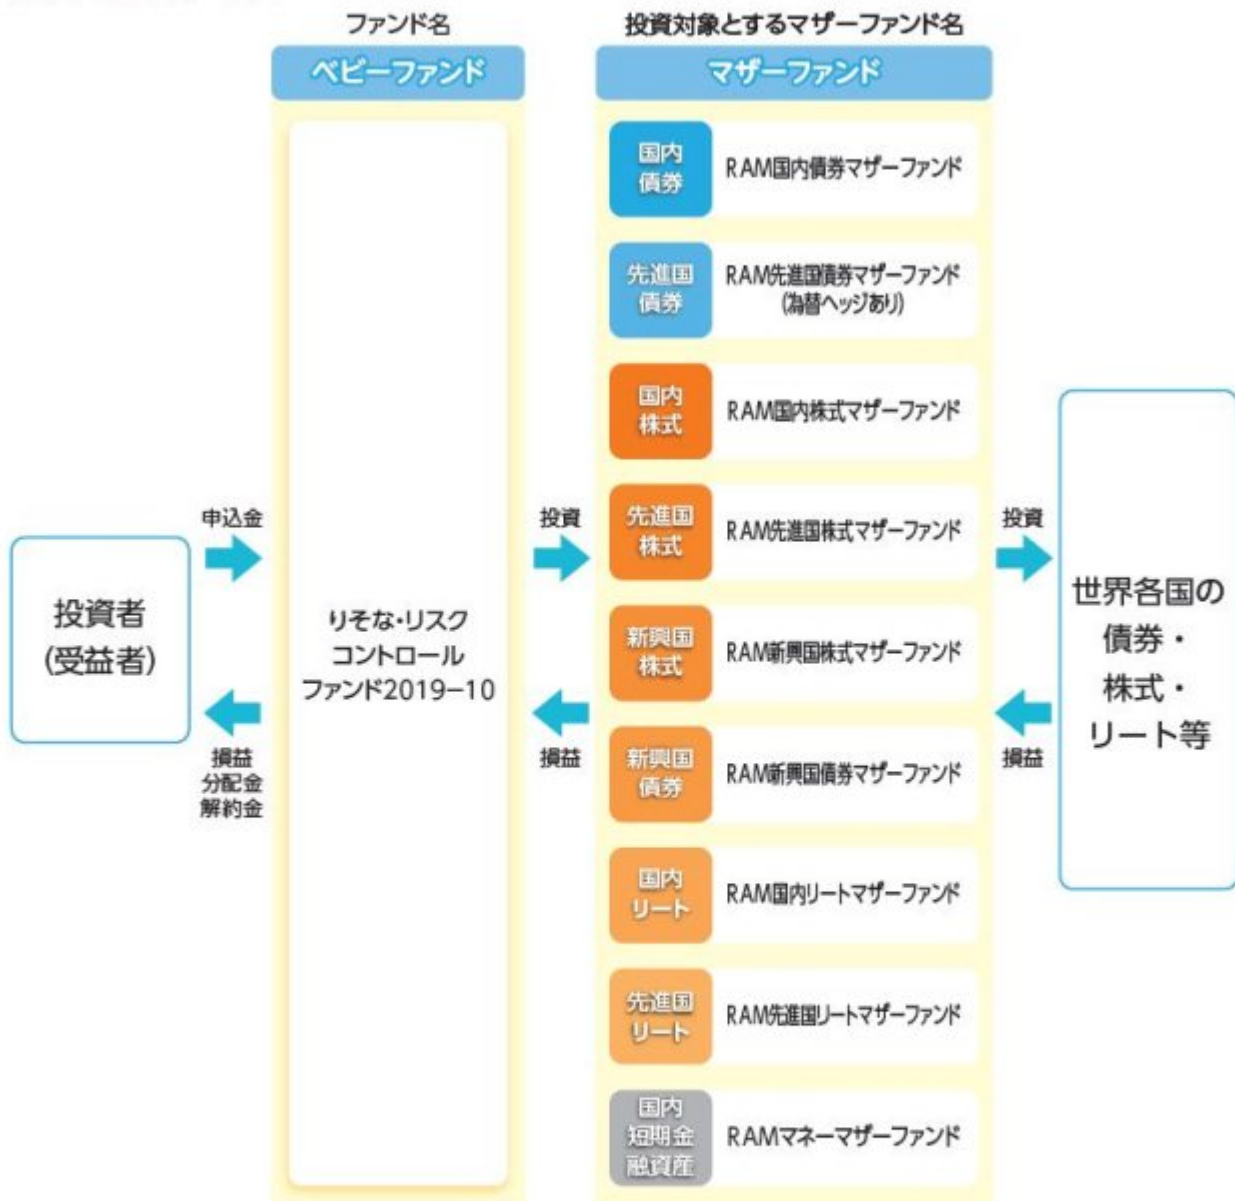 ファンド名
投資対象とするマザーファンド名
ベビーファンド
マザーファンド
国内
債券
RAM国内債券マザーファンド
先進国
債券
RAM先進国債券マザーファンド
(為替ヘッジあり)
国内
株式
RAM国内株式マザーファンド
先進国
株式
RAM先進国株式マザーファンド
新興国
株式
RAM新興国株式マザーファンド
新興国
債券
RAM新興国債券マザーファンド
国内
リート
RAM国内リートマザーファンド
先進国
リート
RAM先進国リートマザーファンド
国内
短期金
融資産
RAMマネーマザーファンド
投資者
(受益者)
申込金
損益
分配金
解約金
りそな・リスク
コントロール
ファンド2019−10
投資
損益
投資
損益
世界各国の
債券・
株式・
リート等